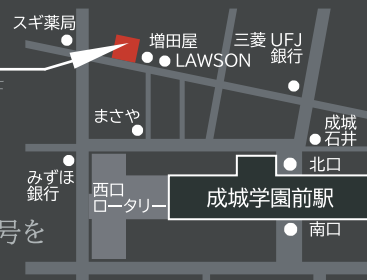 スギ薬局
増田屋
LAWSON
三菱 UFJ
銀行
まさや
成城
石井
みずほ
銀行
西口
ロータリー
北口
成城学園前駅
南口
号を